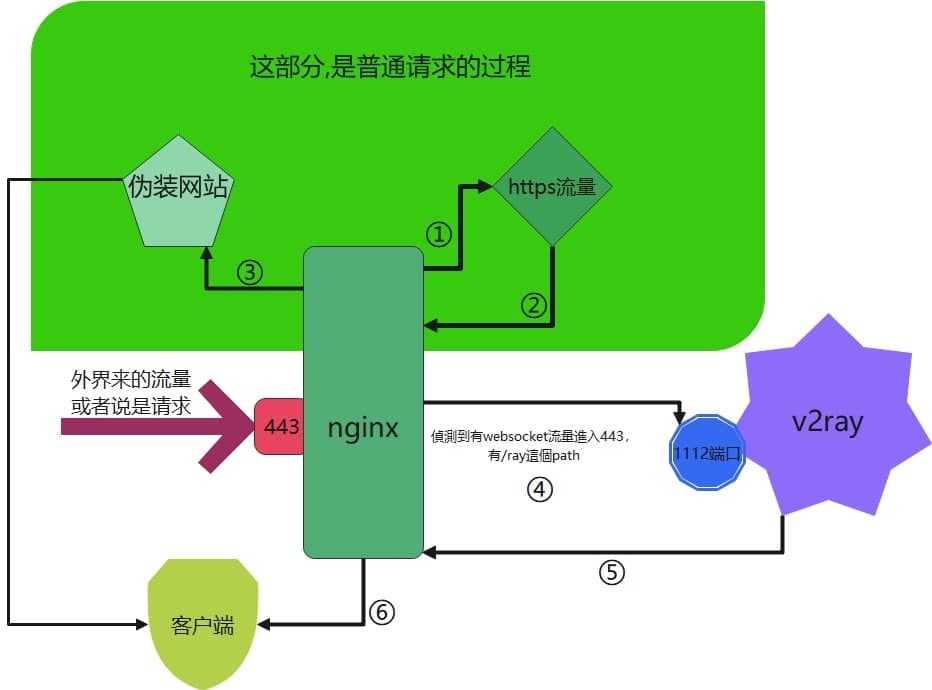 这部分,是普通请求的过程
伪装网站
https流量
①
③
②
外界来的流量
或者说是请求
443
nginx
偵測到有websocket流量進入443，
有/ray這個path
④
1112端口
v2ray
⑤
⑥
客户端